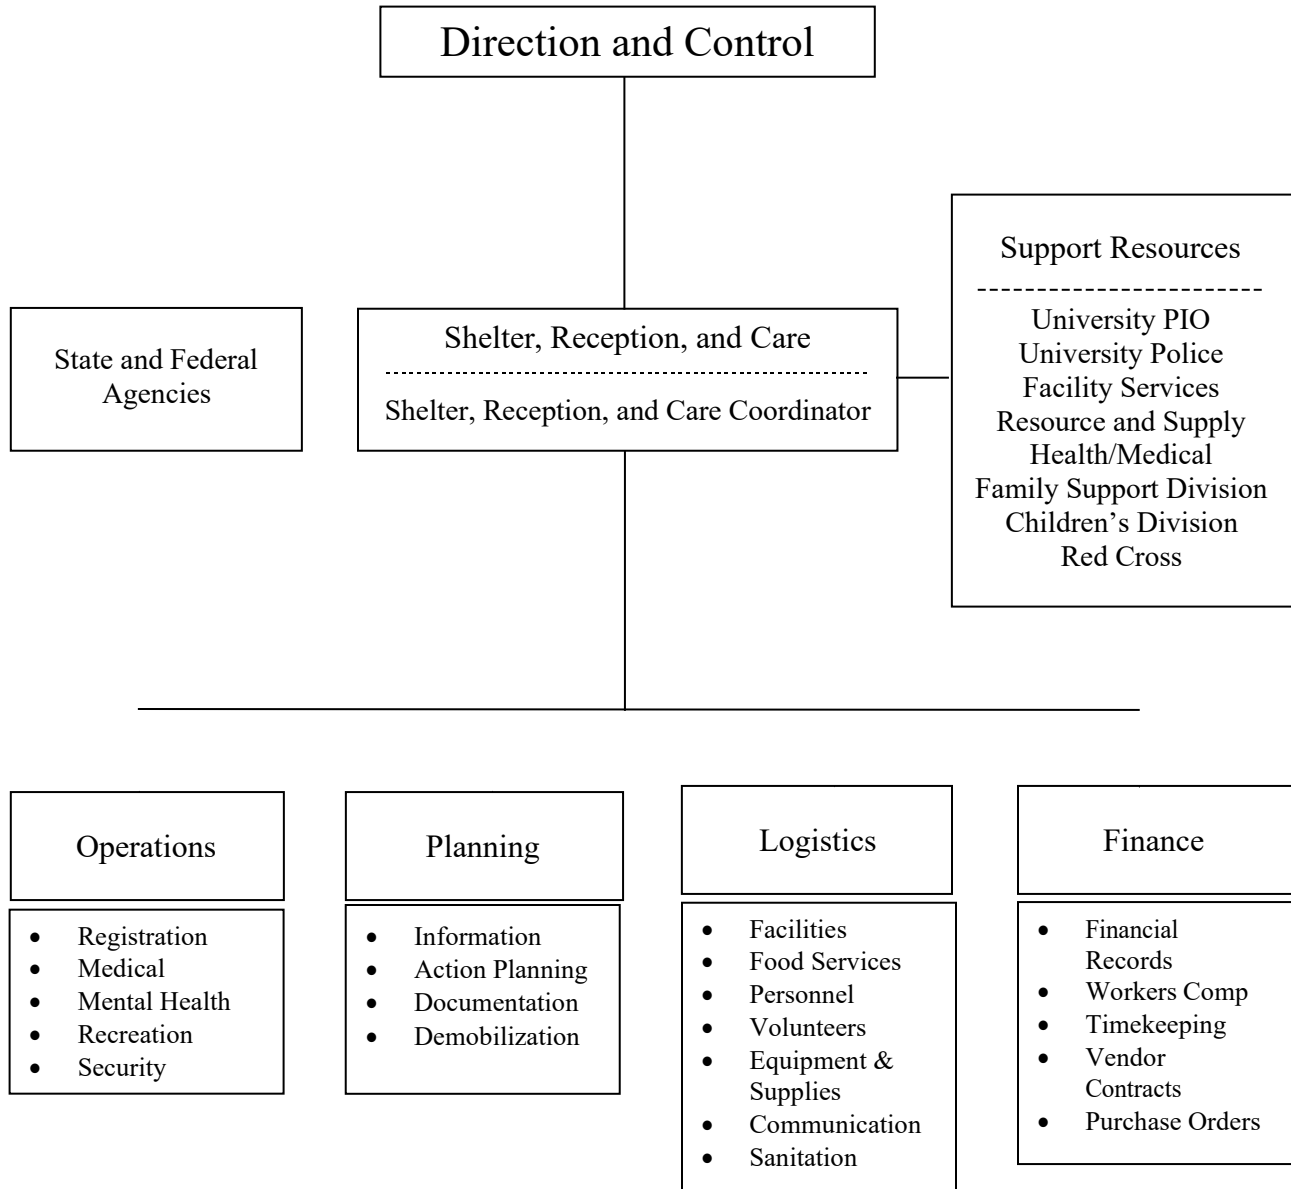 Direction and Control
Support Resources
University PIO
University Police
Facility Services
Resource and Supply
Health/Medical
Family Support Division
Children’s Division
Red Cross
State and Federal
Agencies
Shelter, Reception, and Care
Shelter, Reception, and Care Coordinator
Operations
• Registration
• Medical
• Mental Health
• Recreation
• Security
Planning
• Information
• Action Planning
• Documentation
• Demobilization
Logistics
• Facilities
• Food Services
• Personnel
• Volunteers
• Equipment &
Supplies
• Communication
• Sanitation
Finance
• Financial
Records
• Workers Comp
• Timekeeping
• Vendor
Contracts
• Purchase Orders